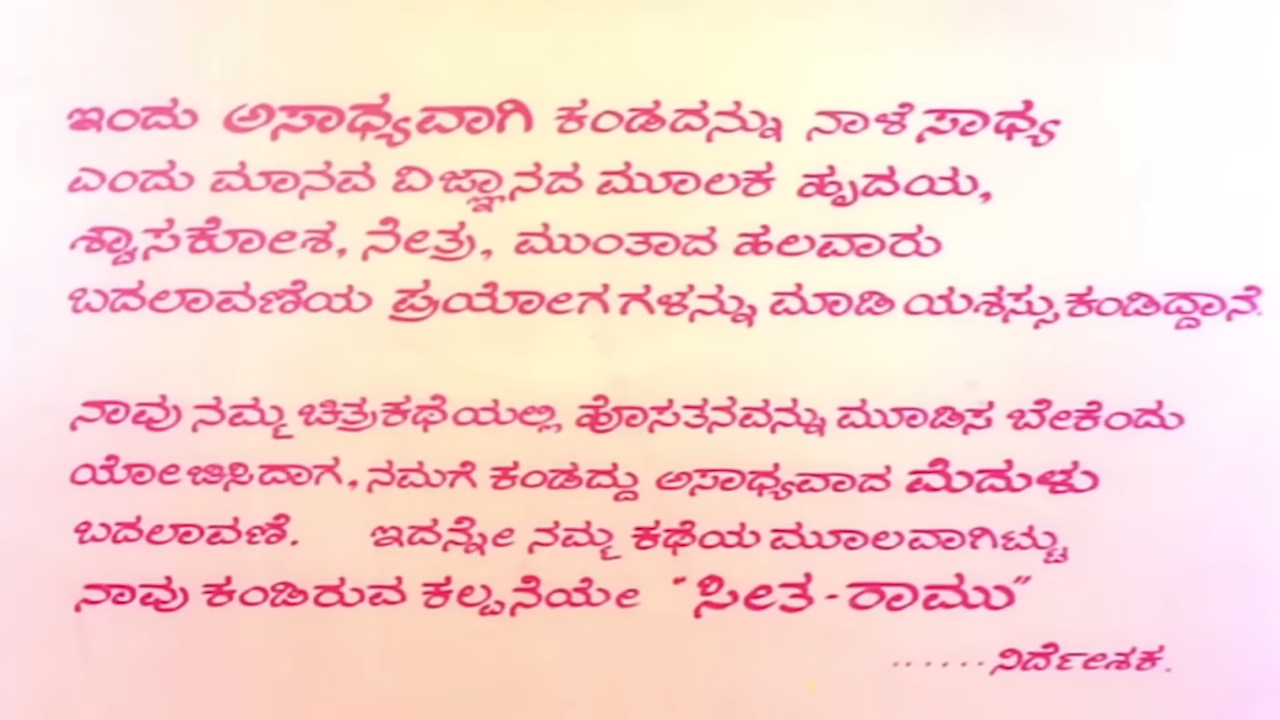 ಇಂದು ಅಸಾಧ್ಯವಾಗಿ ಕಂಡದನ್ನು ನಾಳೆ ಸಾಧ್ಯ
ಎಂದು ಮಾನವ ವಿಜ್ಞಾನದ ಮೂಲಕ ಹೃದಯ,
ಶ್ವಾಸಕೋಶ, ನೇತ್ರ, ಮುಂತಾದ ಹಲವಾರು
ಬದಲಾವಣೆಯ ಪ್ರಯೋಗಗಳನ್ನು ಮಾಡಿ ಯಶಸ್ಸು ಕಂಡಿದ್ದಾನೆ.
ನಾವು ನಮ್ಮ ಚಿತ್ರಕಥೆಯಲ್ಲಿ ಹೊಸತನವನ್ನು ಮೂಡಿಸ ಬೇಕೆಂದು
ಯೋಚಿಸಿದಾಗ, ನಮಗೆ ಕಂಡದ್ದು ಅಸಾಧ್ಯವಾದ ಮೆದುಳು
ಬದಲಾವಣೆ. ಇದನ್ನೇ ನಮ್ಮ ಕಥೆಯ ಮೂಲವಾಗಿಟ್ಟು
ನಾವು ಕಂಡಿರುವ ಕಲ್ಪನೆಯೇ "ಸೀತ-ರಾಮು"
......ನಿರ್ದೇಶಕ.